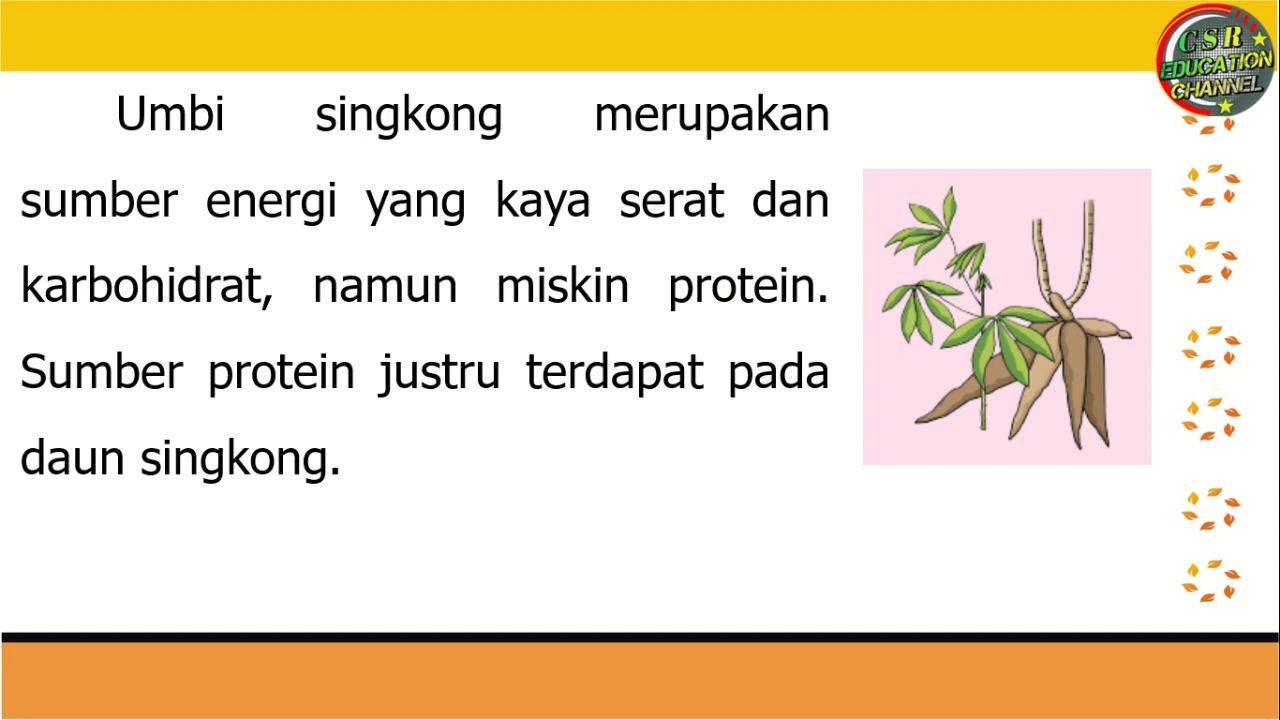 Umbi singkong merupakan
sumber energi yang kaya serat dan
karbohidrat, namun miskin protein.
Sumber protein justru terdapat pada
daun singkong.
CSR
EDUCATION
CHANNEL